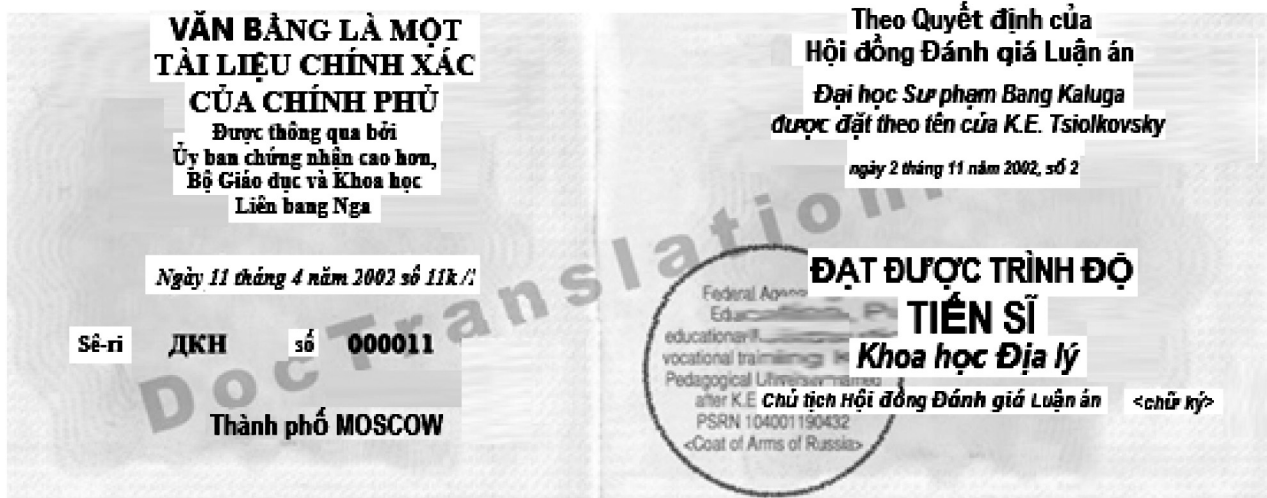 VĂN BẰNG LÀ MỘT
TÀI LIỆU CHÍNH XÁC
CỦA CHÍNH PHỦ
Được thông qua bởi
Ủy ban chứng nhận cao hơn,
Bộ Giáo dục và Khoa học
Liên bang Nga
Ngày 11 tháng 4 năm 2002 số 11k
Sê-ri ДКН số 000011
Thành phố MOSCOW
Theo Quyết định của
Hội đồng Đánh giá Luận án
Đại học Sư phạm Bang Kaluga
được đặt theo tên của K.E. Tsiolkovsky
ngày 2 tháng 11 năm 2002, số 2
ĐẠT ĐƯỢC TRÌNH ĐỘ
TIẾN SĨ
Khoa học Địa lý
Chủ tịch Hội đồng Đánh giá Luận án <chữ ký>
Federal
educational
vocational
Pedagogical University named
after K.E.
PSRN 104001190432
<Coat of Arms of Russia>
DocTranslation